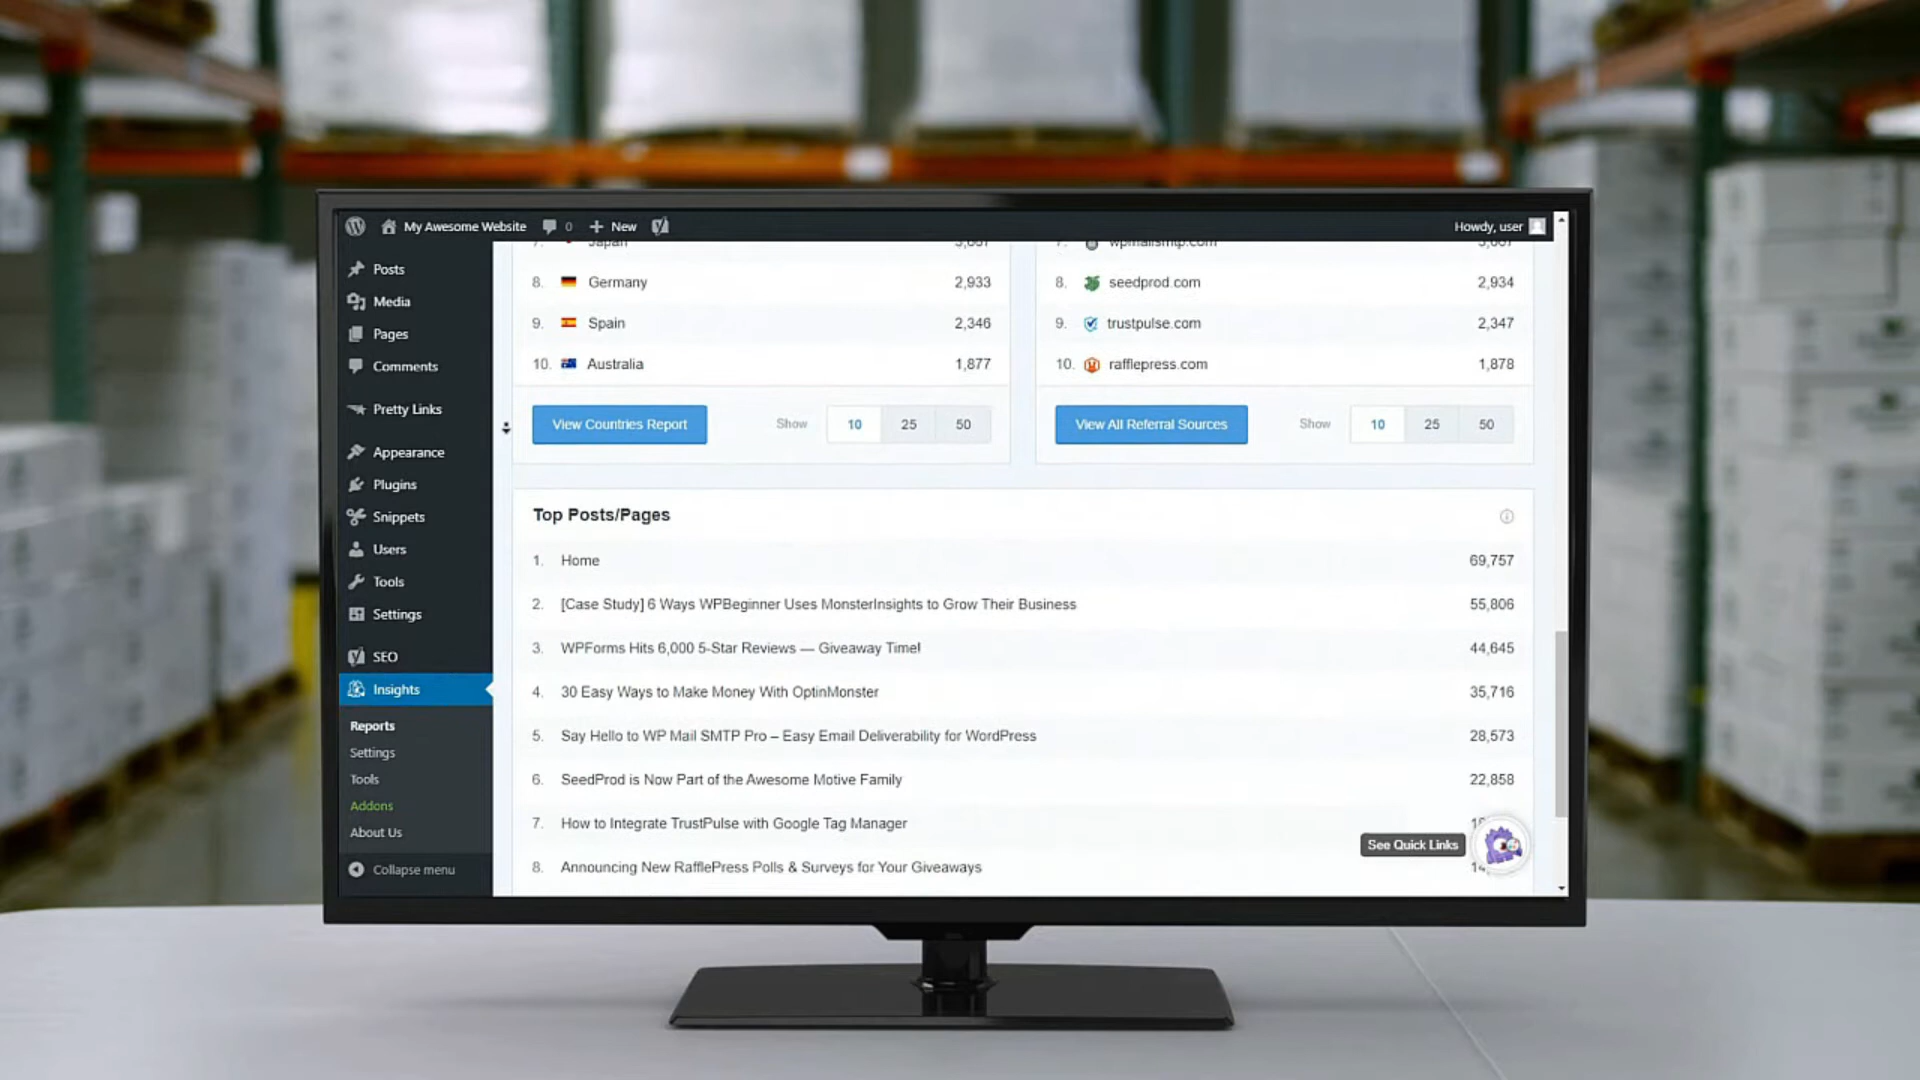 My Awesome Website 0 + New
Howdy, user
Posts
Media
Pages
Comments
Pretty Links
Appearance
Plugins
Snippets
Users
Tools
Settings
SEO
Insights
Reports
Settings
Tools
Addons
About Us
Collapse menu
7. Japan
8. Germany 2,933
9. Spain 2,346
10. Australia 1,877
View Countries Report Show 10 25 50
7. wpmailsmtp.com
8. seedprod.com 2,934
9. trustpulse.com 2,347
10. rafflepress.com 1,878
View All Referral Sources Show 10 25 50
Top Posts/Pages
1. Home 69,757
2. [Case Study] 6 Ways WPBeginner Uses MonsterInsights to Grow Their Business 55,806
3. WPForms Hits 6,000 5-Star Reviews — Giveaway Time! 44,645
4. 30 Easy Ways to Make Money With OptinMonster 35,716
5. Say Hello to WP Mail SMTP Pro – Easy Email Deliverability for WordPress 28,573
6. SeedProd is Now Part of the Awesome Motive Family 22,858
7. How to Integrate TrustPulse with Google Tag Manager
8. Announcing New RafflePress Polls & Surveys for Your Giveaways
See Quick Links